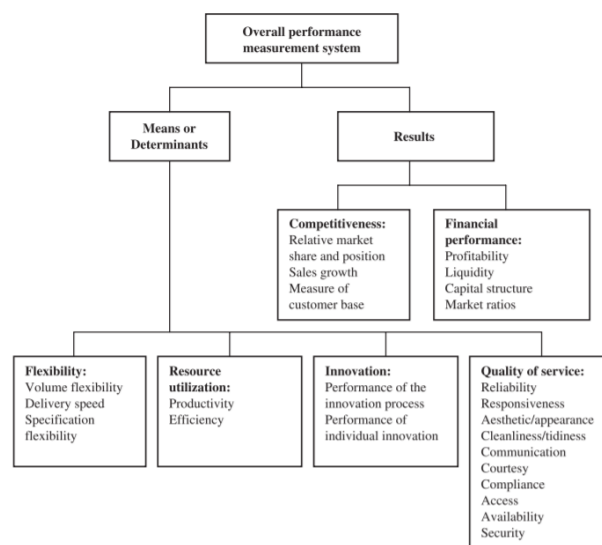 Overall performance
measurement system
Means or
Determinants
Results
Competitiveness:
Relative market
share and position
Sales growth
Measure of
customer base
Financial
performance:
Profitability
Liquidity
Capital structure
Market ratios
Flexibility:
Volume flexibility
Delivery speed
Specification
flexibility
Resource
utilization:
Productivity
Efficiency
Innovation:
Performance of the
innovation process
Performance of
individual innovation
Quality of service:
Reliability
Responsiveness
Aesthetic/appearance
Cleanliness/tidiness
Communication
Courtesy
Compliance
Access
Availability
Security